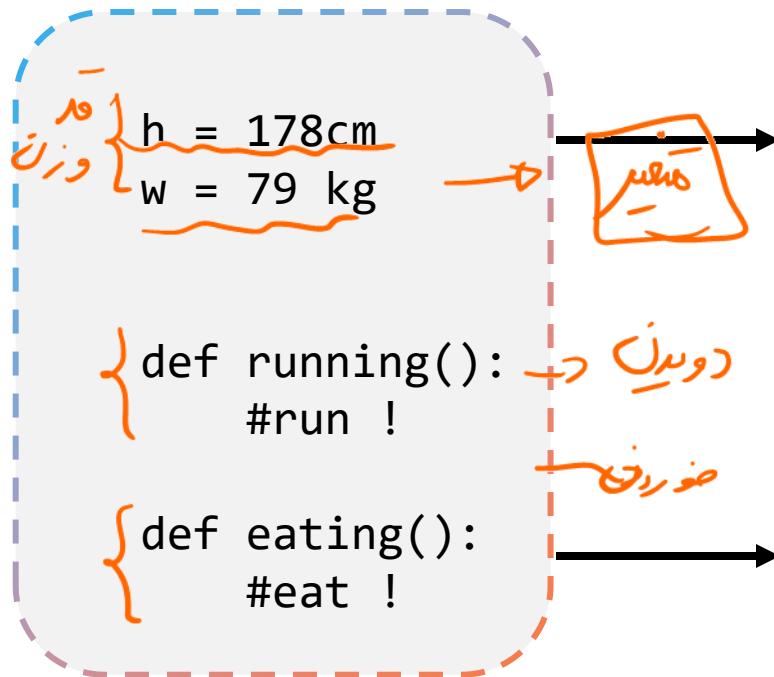 قد
وزن
h = 178cm
w = 79 kg
متغیر
def running():
#run !
دویدن
خوردن
def eating():
#eat !